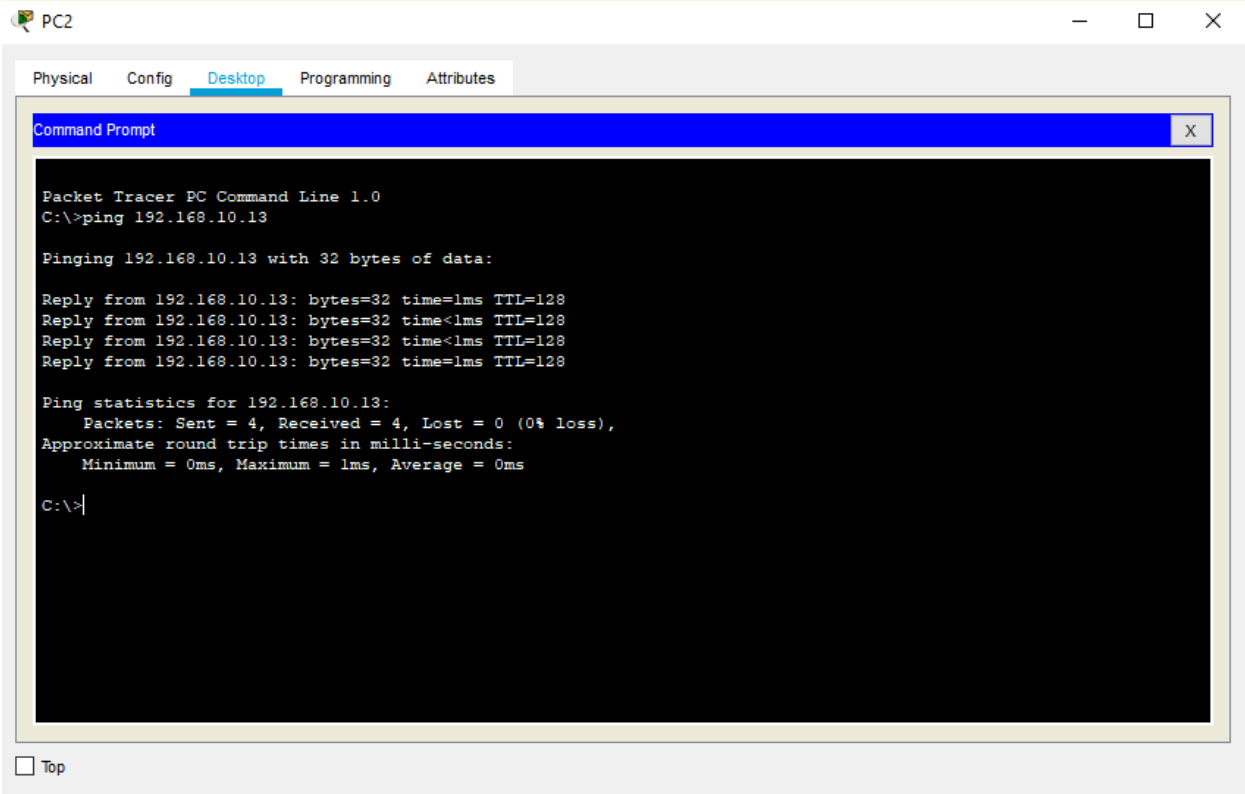 PC2
Physical Config Desktop Programming Attributes
Command Prompt X
Packet Tracer PC Command Line 1.0
C:\>ping 192.168.10.13
Pinging 192.168.10.13 with 32 bytes of data:
Reply from 192.168.10.13: bytes=32 time=1ms TTL=128
Reply from 192.168.10.13: bytes=32 time<1ms TTL=128
Reply from 192.168.10.13: bytes=32 time<1ms TTL=128
Reply from 192.168.10.13: bytes=32 time=1ms TTL=128
Ping statistics for 192.168.10.13:
    Packets: Sent = 4, Received = 4, Lost = 0 (0% loss),
Approximate round trip times in milli-seconds:
    Minimum = 0ms, Maximum = 1ms, Average = 0ms
C:\>
Top